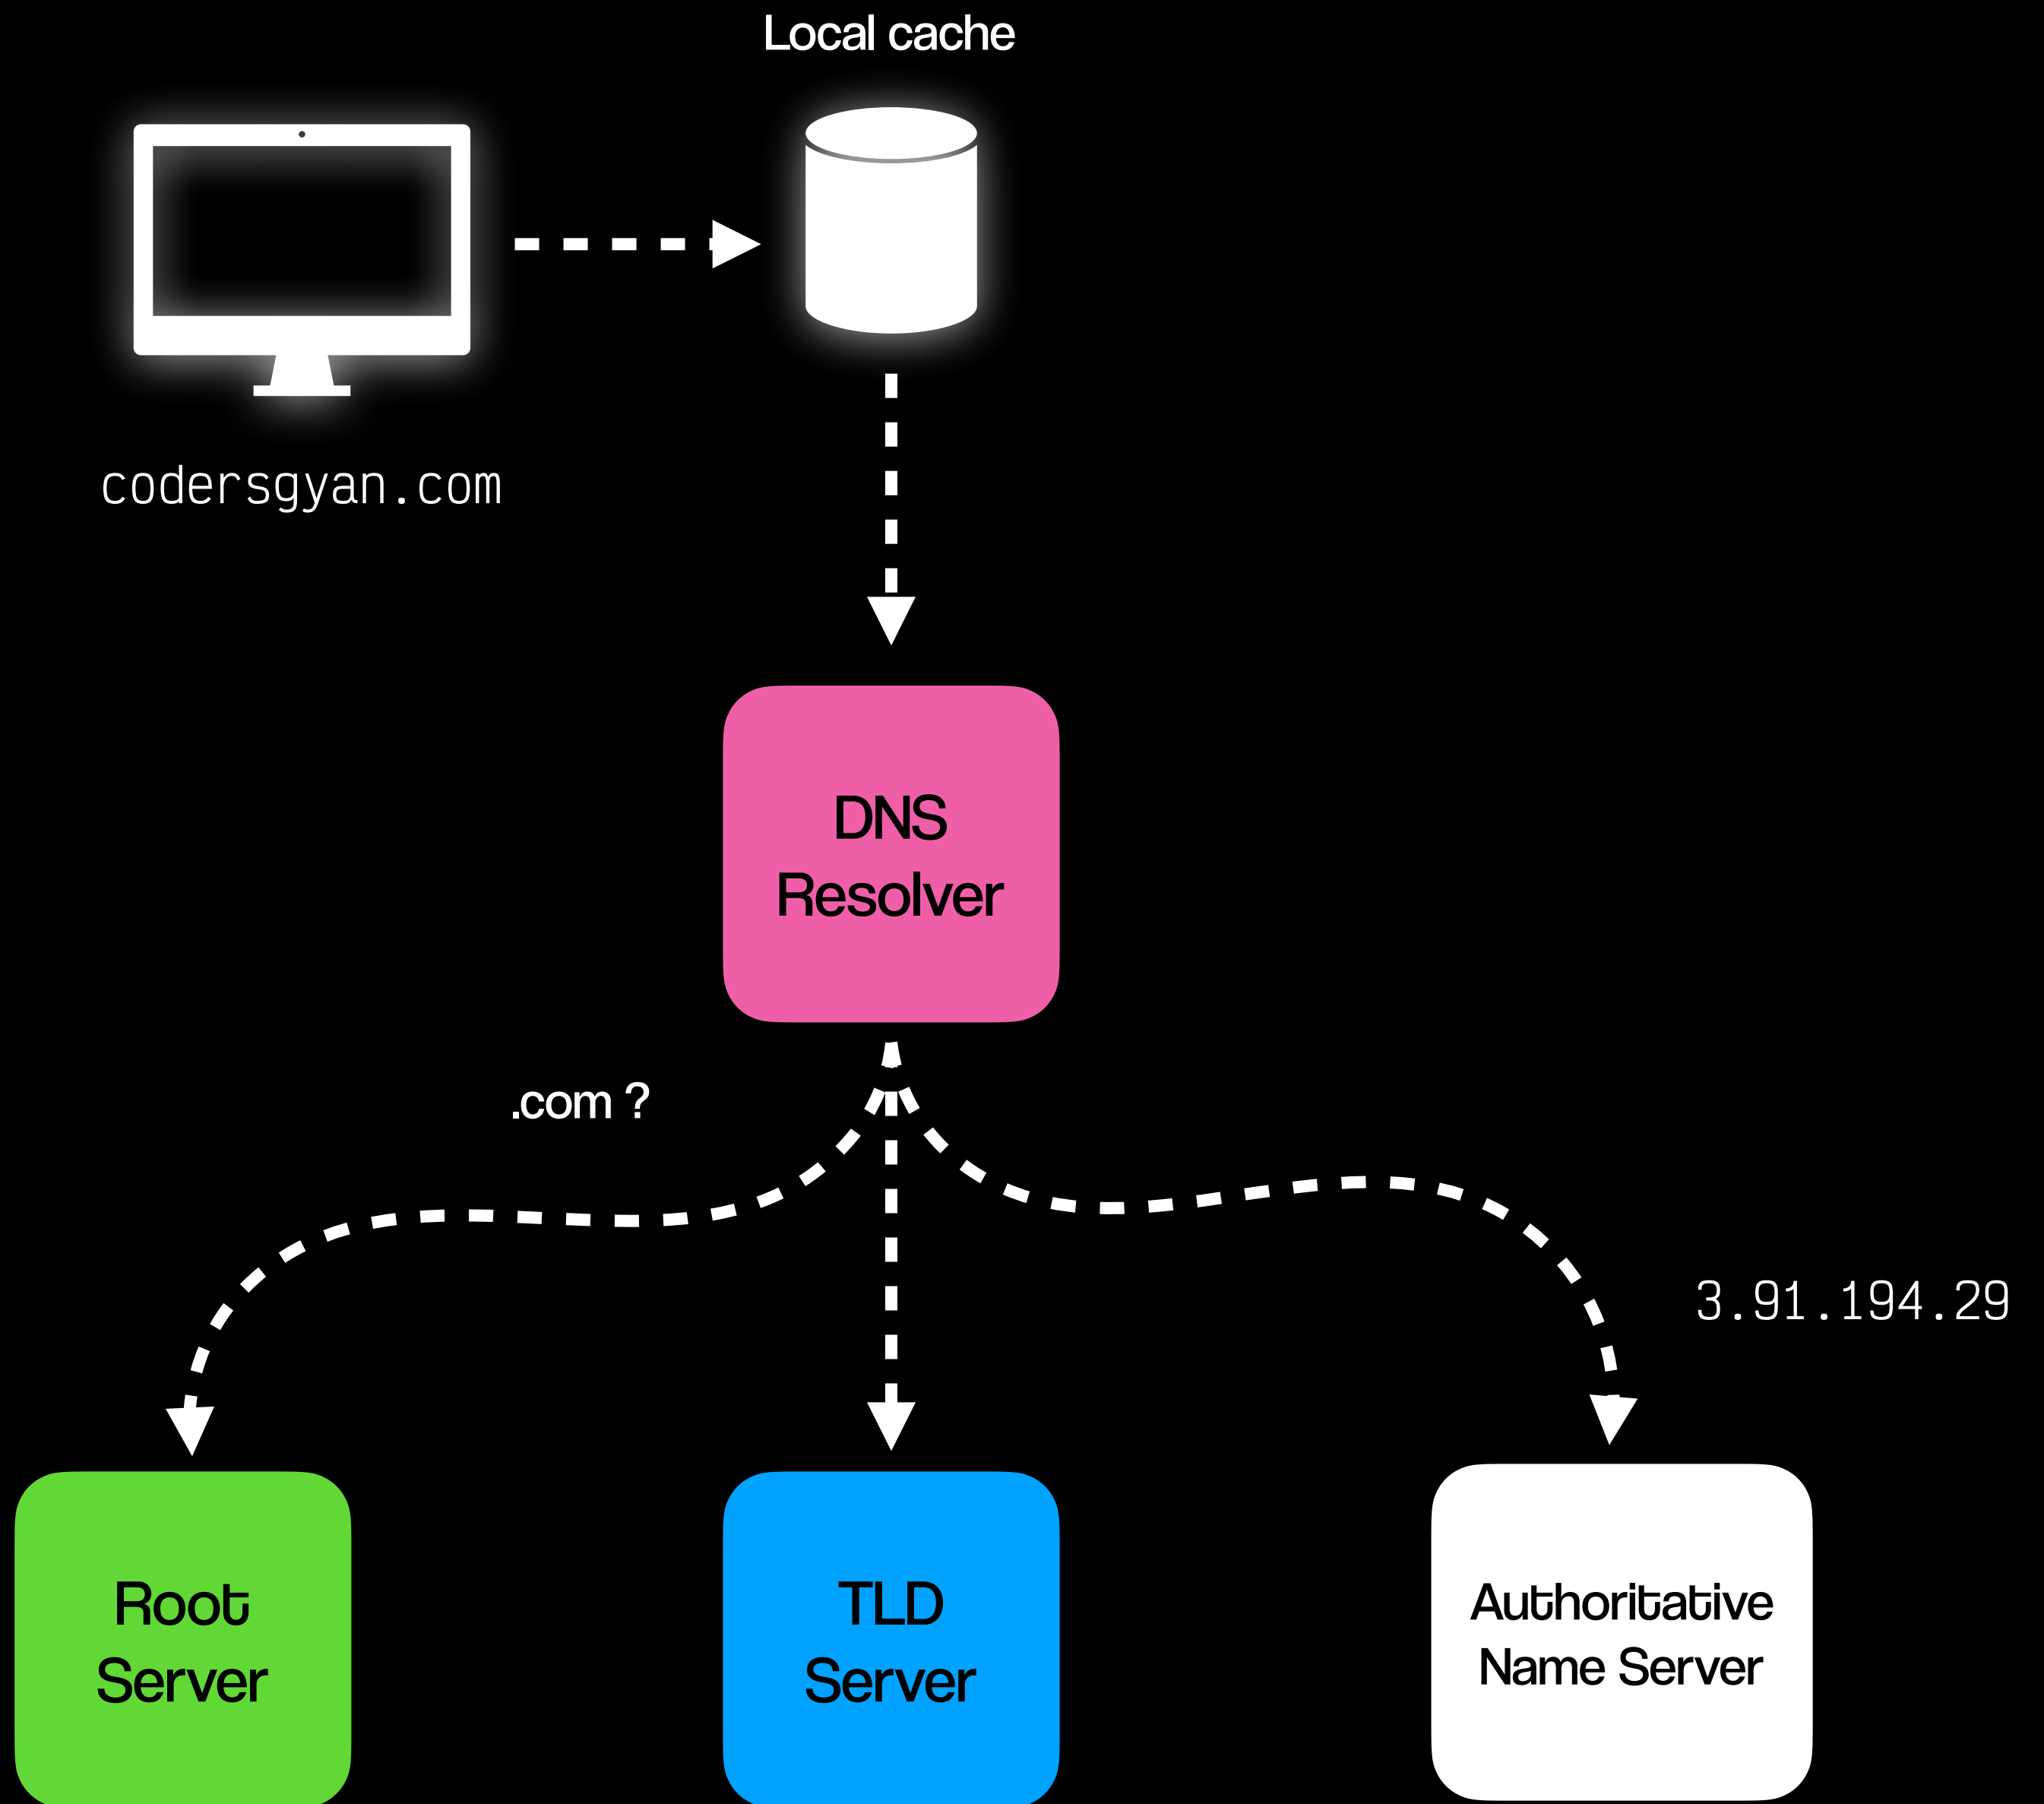 Local cache
codersgyan.com
DNS
Resolver
.com ?
3.91.194.29
Root
Server
TLD
Server
Authoritative
Name Server